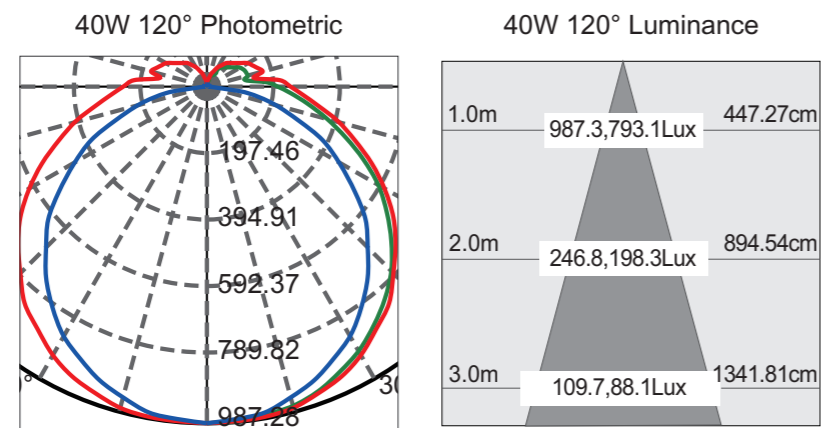 40W 120° Photometric
197.46
394.91
592.37
789.82
987.28
°
30
40W 120° Luminance
1.0m 987.3,793.1Lux 447.27cm
2.0m 246.8,198.3Lux 894.54cm
3.0m 109.7,88.1Lux 1341.81cm